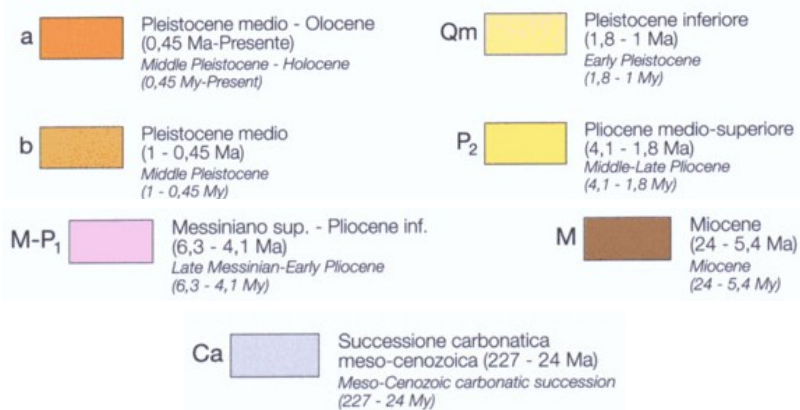 a
Pleistocene medio - Olocene
(0,45 Ma-Presente)
Middle Pleistocene - Holocene
(0,45 My-Present)
Qm
Pleistocene inferiore
(1,8 - 1 Ma)
Early Pleistocene
(1,8 - 1 My)
b
Pleistocene medio
(1 - 0,45 Ma)
Middle Pleistocene
(1 - 0,45 My)
P2
Pliocene medio-superiore
(4,1 - 1,8 Ma)
Middle-Late Pliocene
(4,1 - 1,8 My)
M-P1
Messiniano sup. - Pliocene inf.
(6,3 - 4,1 Ma)
Late Messinian-Early Pliocene
(6,3 - 4,1 My)
M
Miocene
(24 - 5,4 Ma)
Miocene
(24 - 5,4 My)
Ca
Successione carbonatica
meso-cenozoica (227 - 24 Ma)
Meso-Cenozoic carbonatic succession
(227 - 24 My)